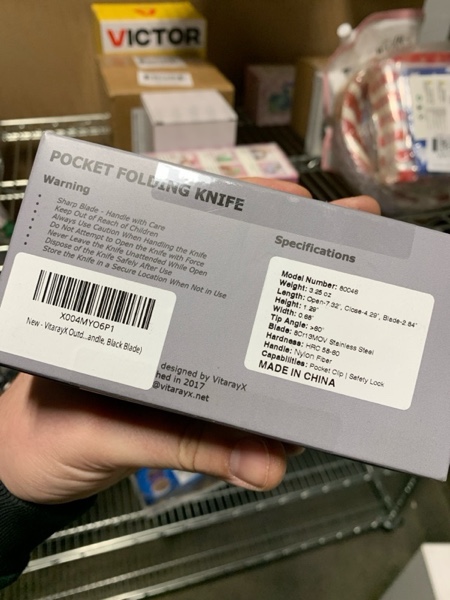 VICTOR
POCKET FOLDING KNIFE
Warning
Sharp Blade - Handle with Care
Keep Out of Reach of Children
Always Use Caution When Handling the Knife
Do Not Attempt to Open the Knife with Force
Never Leave the Knife Unattended While Open
Dispose of the Knife Safely After Use
Store the Knife in a Secure Location When Not in Use
X004MYO6P1
New - VitarayX Outd...andle, Black Blade)
designed by VitarayX
hed in 2017
@vitarayx.net
Specifications
Model Number: 80046
Weight: 3.25 oz
Length: Open-7.32", Close-4.29", Blade-2.84"
Height: 1.29"
Width: 0.68"
Tip Angle: >60°
Blade: 8Cr13MOV Stainless Steel
Hardness: HRC 58-60
Handle: Nylon Fiber
Capabilities: Pocket Clip | Safety Lock
MADE IN CHINA